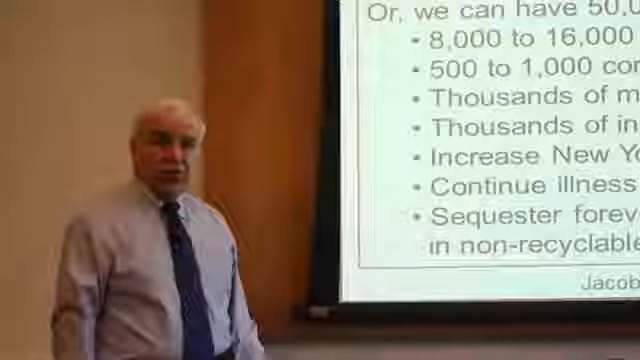 Or, we can have 50,0
• 8,000 to 16,000
• 500 to 1,000 cor
• Thousands of m
• Thousands of in
• Increase New Yo
• Continue illness
• Sequester forev
in non-recyclable
Jacob